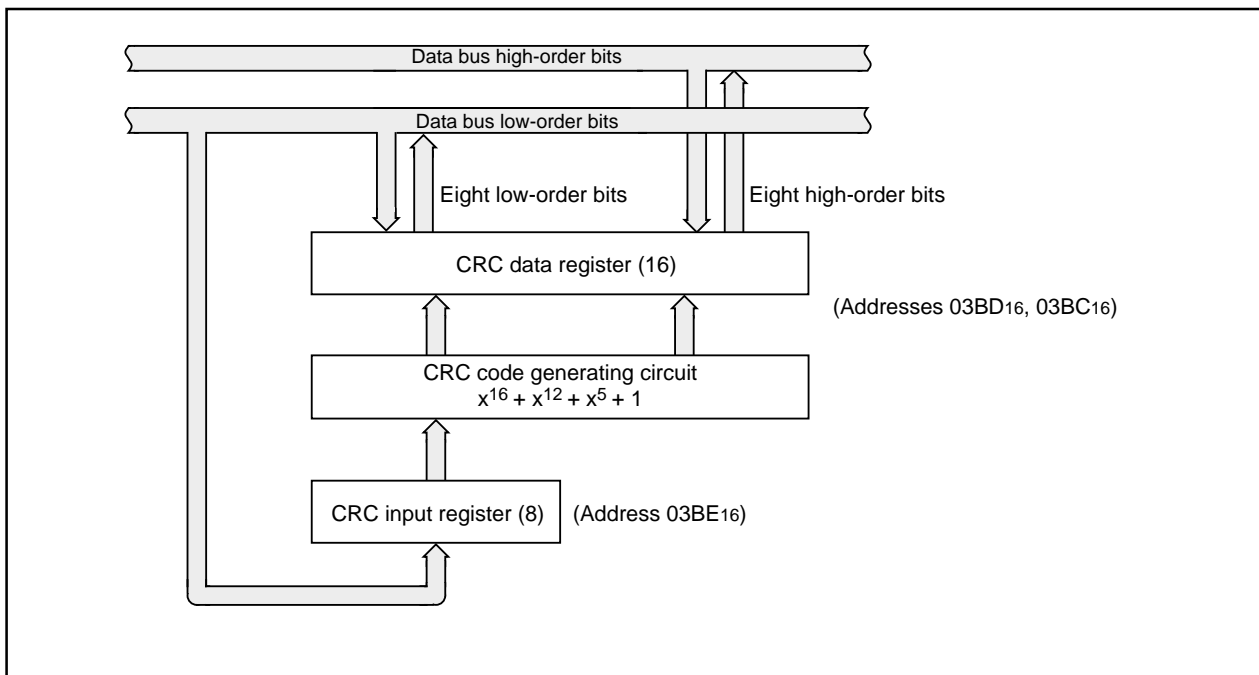 Data bus high-order bits
Data bus low-order bits
Eight low-order bits
Eight high-order bits
CRC data register (16)
(Addresses 03BD16, 03BC16)
CRC code generating circuit
x16 + x12 + x5 + 1
CRC input register (8)
(Address 03BE16)